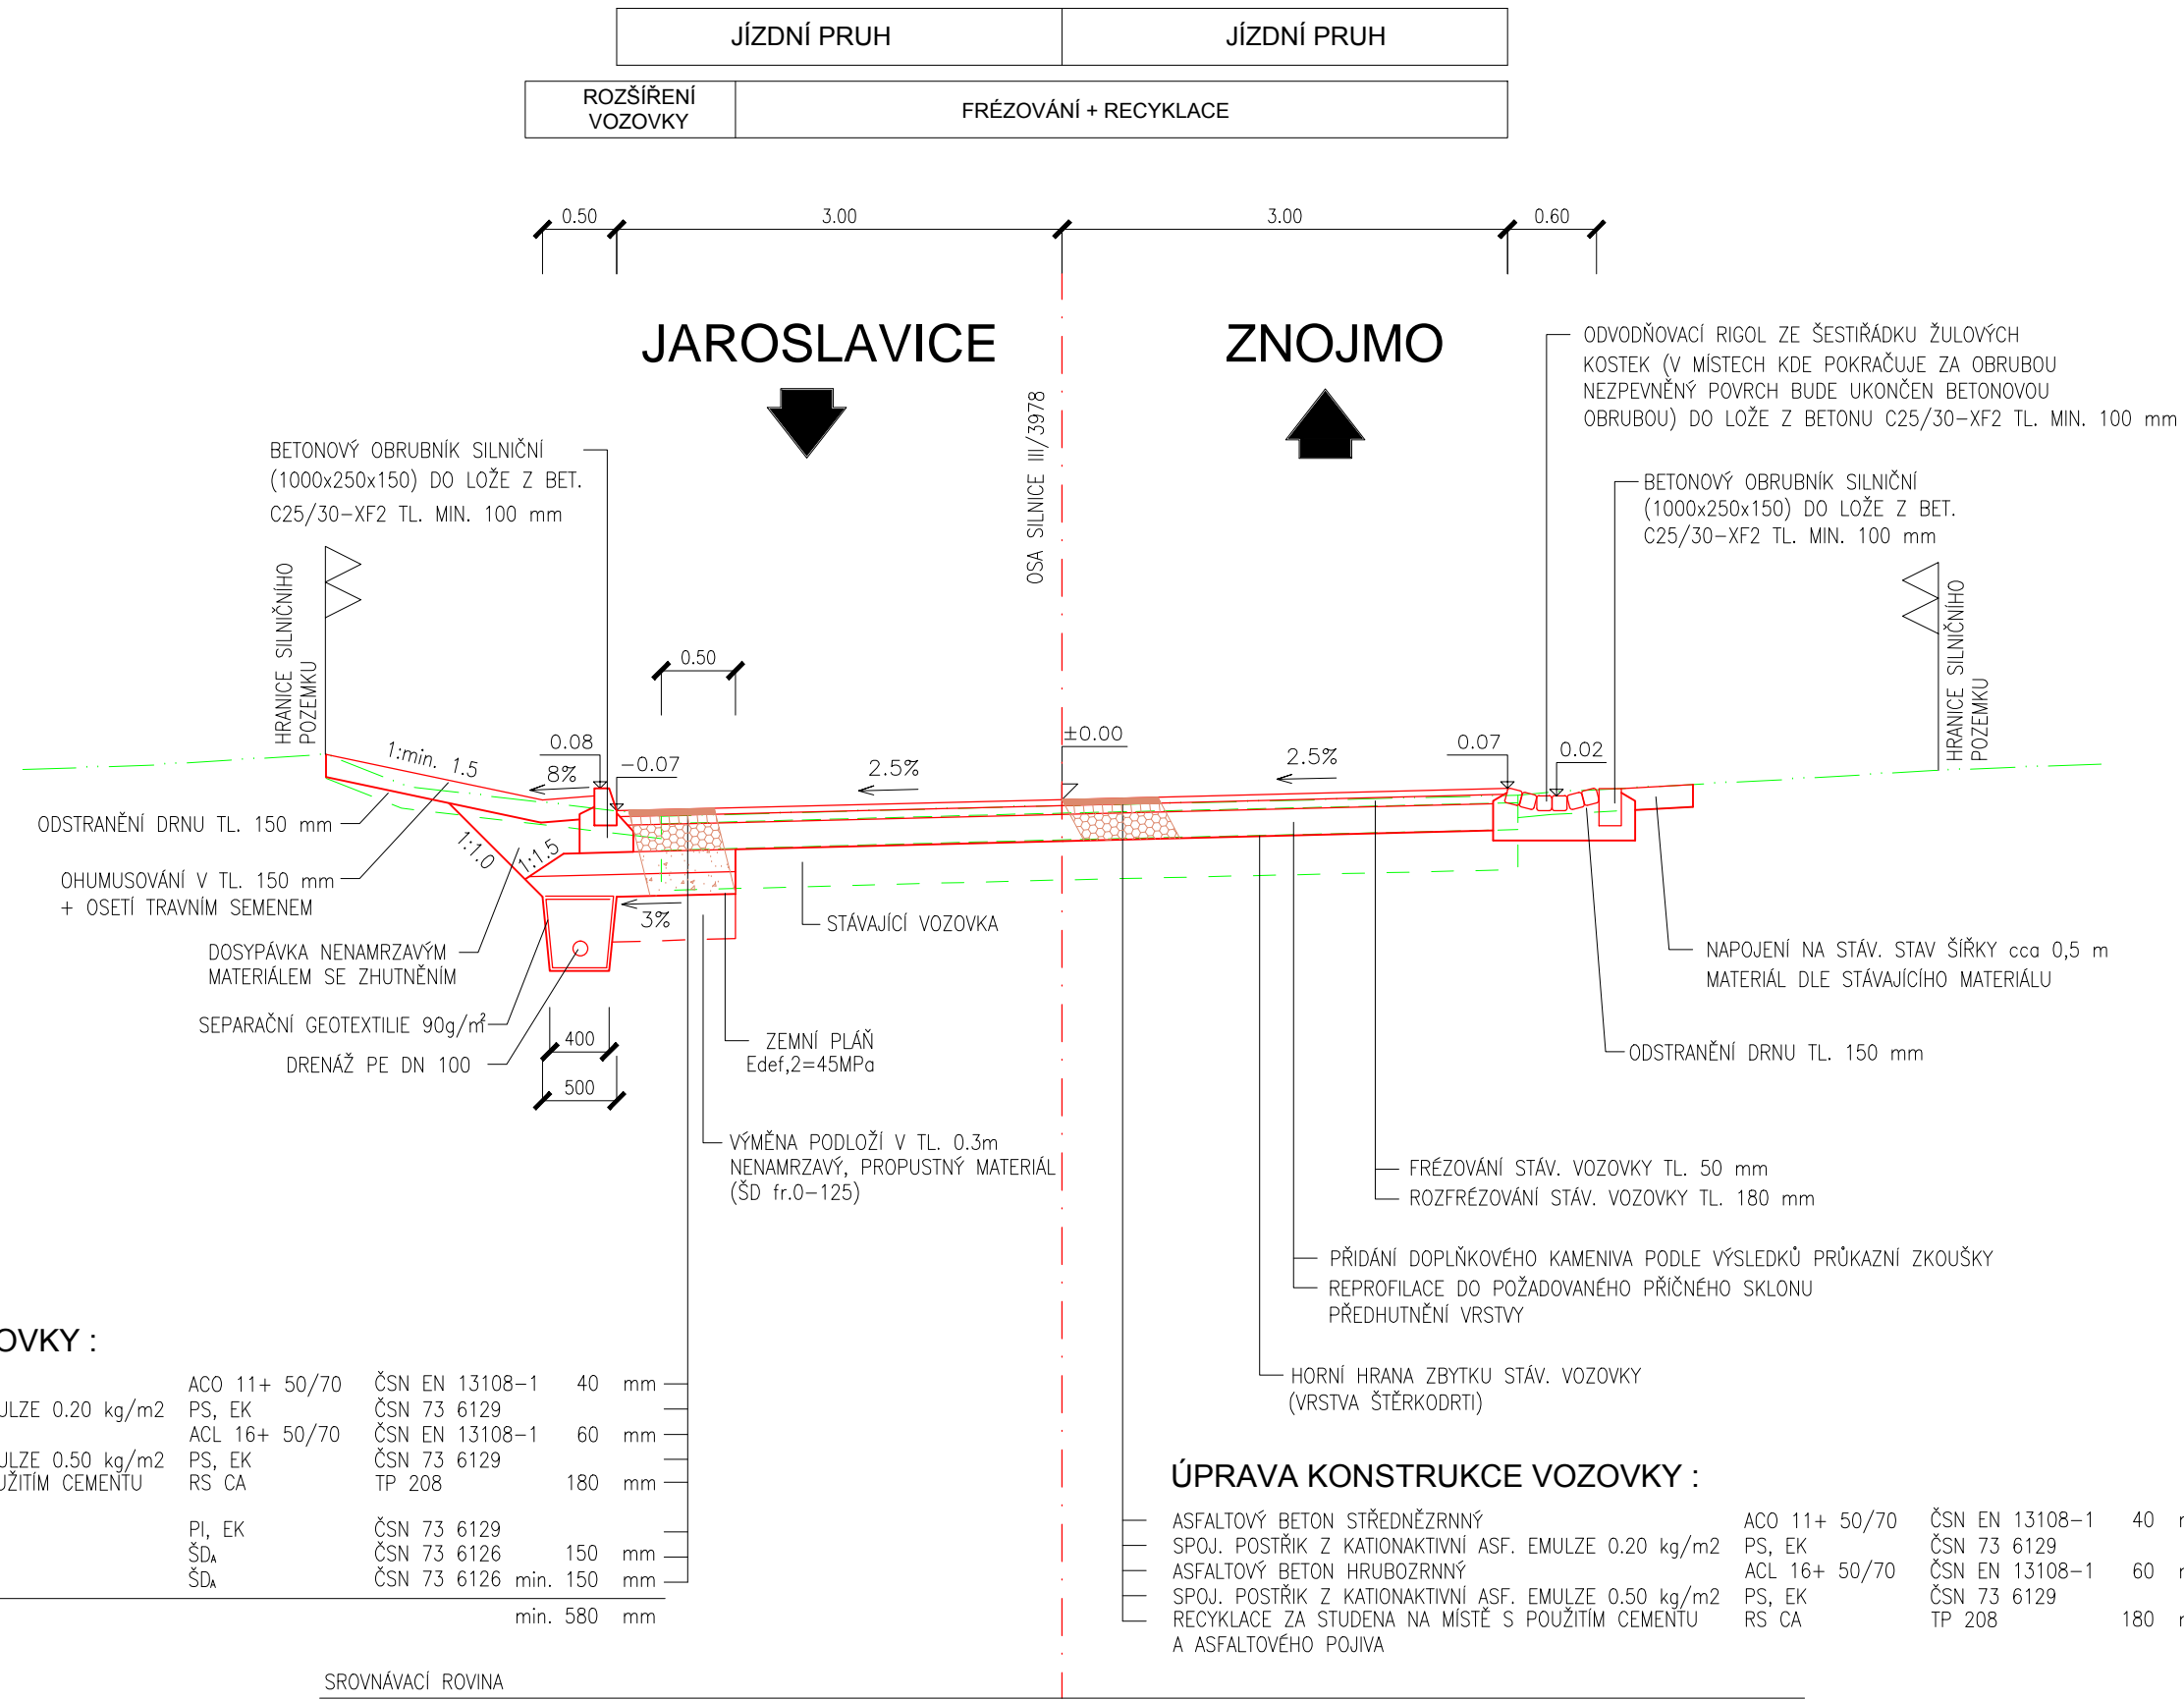 JÍZDNÍ PRUH
JÍZDNÍ PRUH
ROZŠÍŘENÍ
VOZOVKY
FRÉZOVÁNÍ + RECYKLACE
0.50
3.00
3.00
0.60
JAROSLAVICE
ZNOJMO
OSA SILNICE III/3978
ODVODŇOVACÍ RIGOL ZE ŠESTIŘÁDKU ŽULOVÝCH
KOSTEK (V MÍSTECH KDE POKRAČUJE ZA OBRUBOU
NEZPEVNĚNÝ POVRCH BUDE UKONČEN BETONOVOU
OBRUBOU) DO LOŽE Z BETONU C25/30-XF2 TL. MIN. 100 mm
BETONOVÝ OBRUBNÍK SILNIČNÍ
(1000x250x150) DO LOŽE Z BET.
C25/30-XF2 TL. MIN. 100 mm
BETONOVÝ OBRUBNÍK SILNIČNÍ
(1000x250x150) DO LOŽE Z BET.
C25/30-XF2 TL. MIN. 100 mm
HRANICE SILNIČNÍHO
POZEMKU
HRANICE SILNIČNÍHO
POZEMKU
0.50
1:min. 1.5
0.08
8%
-0.07
2.5%
±0.00
2.5%
0.07
0.02
ODSTRANĚNÍ DRNU TL. 150 mm
1:1.0
1:1.5
OHUMUSOVÁNÍ V TL. 150 mm
+ OSETÍ TRAVNÍM SEMENEM
3%
STÁVAJÍCÍ VOZOVKA
DOSYPÁVKA NENAMRZAVÝM
MATERIÁLEM SE ZHUTNĚNÍM
NAPOJENÍ NA STÁV. STAV ŠÍŘKY cca 0,5 m
MATERIÁL DLE STÁVAJÍCÍHO MATERIÁLU
SEPARAČNÍ GEOTEXTILIE 90g/m²
DRENÁŽ PE DN 100
400
500
ZEMNÍ PLÁŇ
Edef,2=45MPa
ODSTRANĚNÍ DRNU TL. 150 mm
VÝMĚNA PODLOŽÍ V TL. 0.3m
NENAMRZAVÝ, PROPUSTNÝ MATERIÁL
(ŠD fr.0-125)
FRÉZOVÁNÍ STÁV. VOZOVKY TL. 50 mm
ROZFRÉZOVÁNÍ STÁV. VOZOVKY TL. 180 mm
PŘIDÁNÍ DOPLŇKOVÉHO KAMENIVA PODLE VÝSLEDKŮ PRŮKAZNÍ ZKOUŠKY
REPROFILACE DO POŽADOVANÉHO PŘÍČNÉHO SKLONU
PŘEDHUTNĚNÍ VRSTVY
HORNÍ HRANA ZBYTKU STÁV. VOZOVKY
(VRSTVA ŠTĚRKODRTI)
OVKY :
ACO 11+ 50/70 ČSN EN 13108-1 40 mm
ULZE 0.20 kg/m2 PS, EK ČSN 73 6129
ACL 16+ 50/70 ČSN EN 13108-1 60 mm
ULZE 0.50 kg/m2 PS, EK ČSN 73 6129
UŽITÍM CEMENTU RS CA TP 208 180 mm
PI, EK ČSN 73 6129
ŠDA ČSN 73 6126 150 mm
ŠDA ČSN 73 6126 min. 150 mm
min. 580 mm
ÚPRAVA KONSTRUKCE VOZOVKY :
ASFALTOVÝ BETON STŘEDNĚZRNNÝ ACO 11+ 50/70 ČSN EN 13108-1 40
SPOJ. POSTŘIK Z KATIONAKTIVNÍ ASF. EMULZE 0.20 kg/m2 PS, EK ČSN 73 6129
ASFALTOVÝ BETON HRUBOZRNNÝ ACL 16+ 50/70 ČSN EN 13108-1 60
SPOJ. POSTŘIK Z KATIONAKTIVNÍ ASF. EMULZE 0.50 kg/m2 PS, EK ČSN 73 6129
RECYKLACE ZA STUDENA NA MÍSTĚ S POUŽITÍM CEMENTU RS CA TP 208 180
A ASFALTOVÉHO POJIVA
SROVNÁVACÍ ROVINA